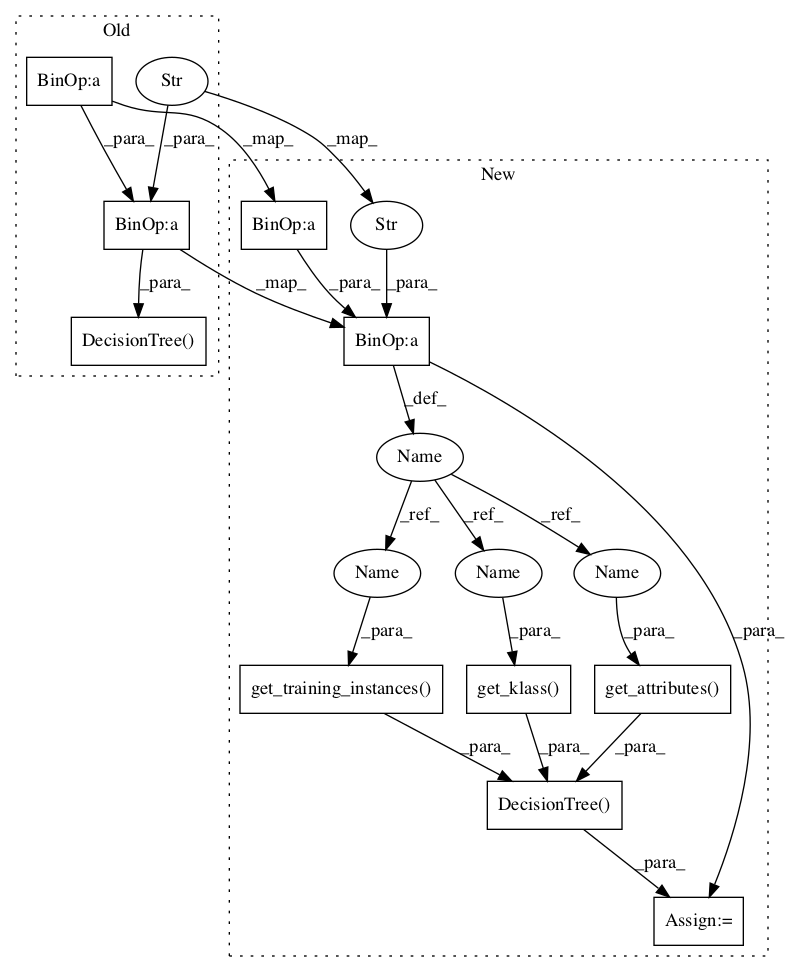 Old
BinOp:a
Str
_para_
_para_
_map_
_map_
New
BinOp:a
BinOp:a
Str
_para_
_map_
_para_
_para_
DecisionTree()
BinOp:a
_def_
Name
_ref_
_ref_
_ref_
Name
Name
Name
_para_
_para_
_para_
_para_
get_training_instances()
get_klass()
get_attributes()
_para_
_para_
_para_
DecisionTree()
_para_
Assign:=